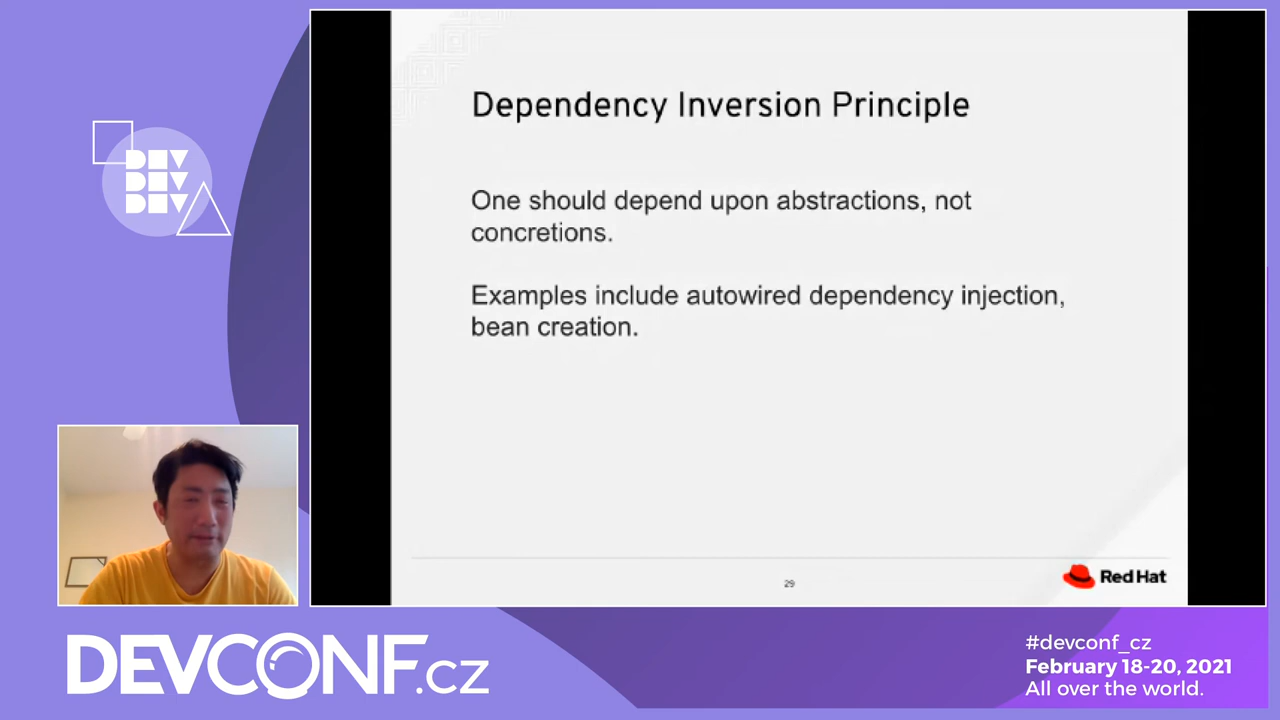 DEV
DEV
DEV
Dependency Inversion Principle
One should depend upon abstractions, not
concretions.
Examples include autowired dependency injection,
bean creation.
29
Red Hat
DEVCONF.cz
#devconf_cz
February 18-20, 2021
All over the world.